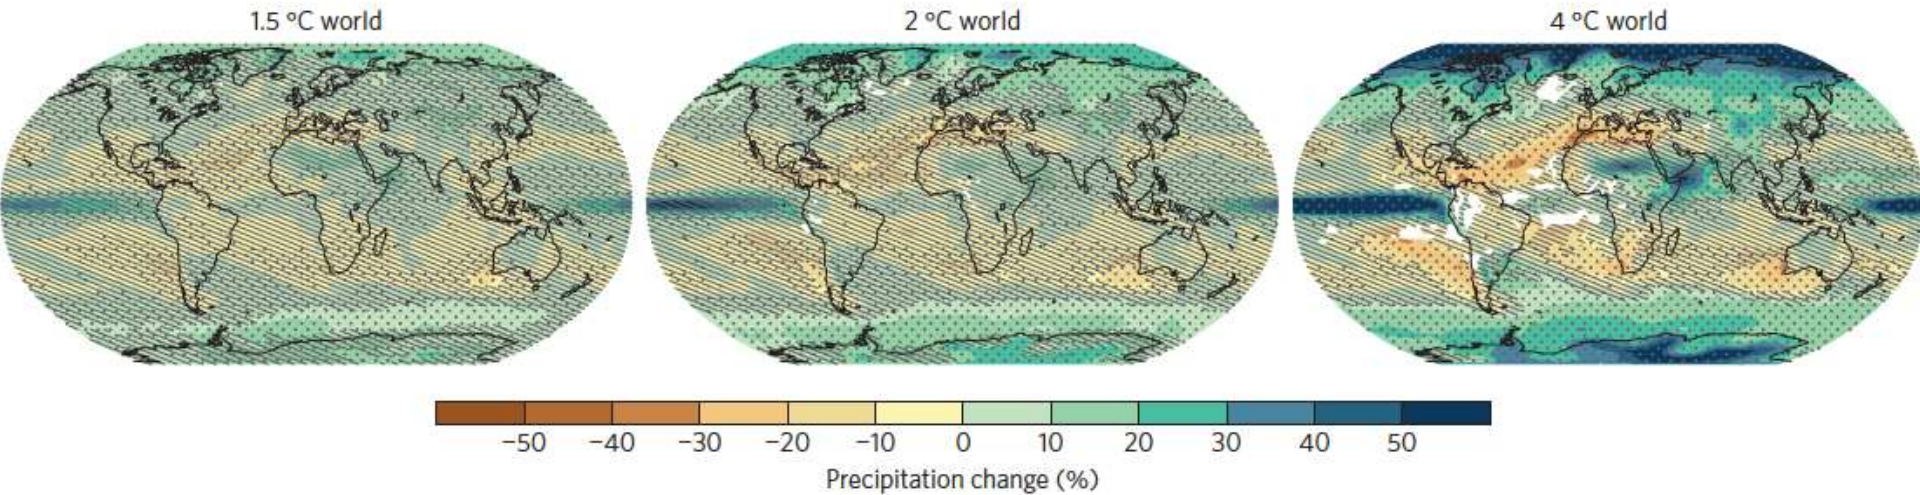 1.5 °C world
2 °C world
4 °C world
−50 −40 −30 −20 −10 0 10 20 30 40 50
Precipitation change (%)